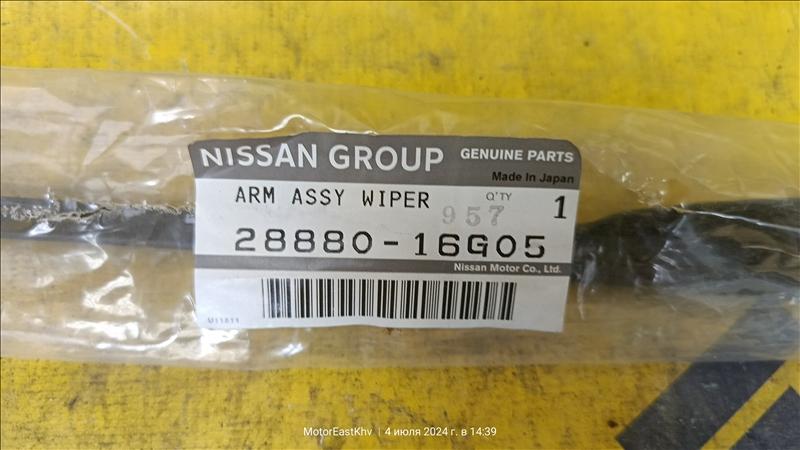 NISSAN GROUP GENUINE PARTS
Made in Japan
ARM ASSY WIPER Q'TY 1
957
28880-16G05
Nissan Motor Co., Ltd.
MotorEastKhv | 4 июля 2024 г. в 14:39